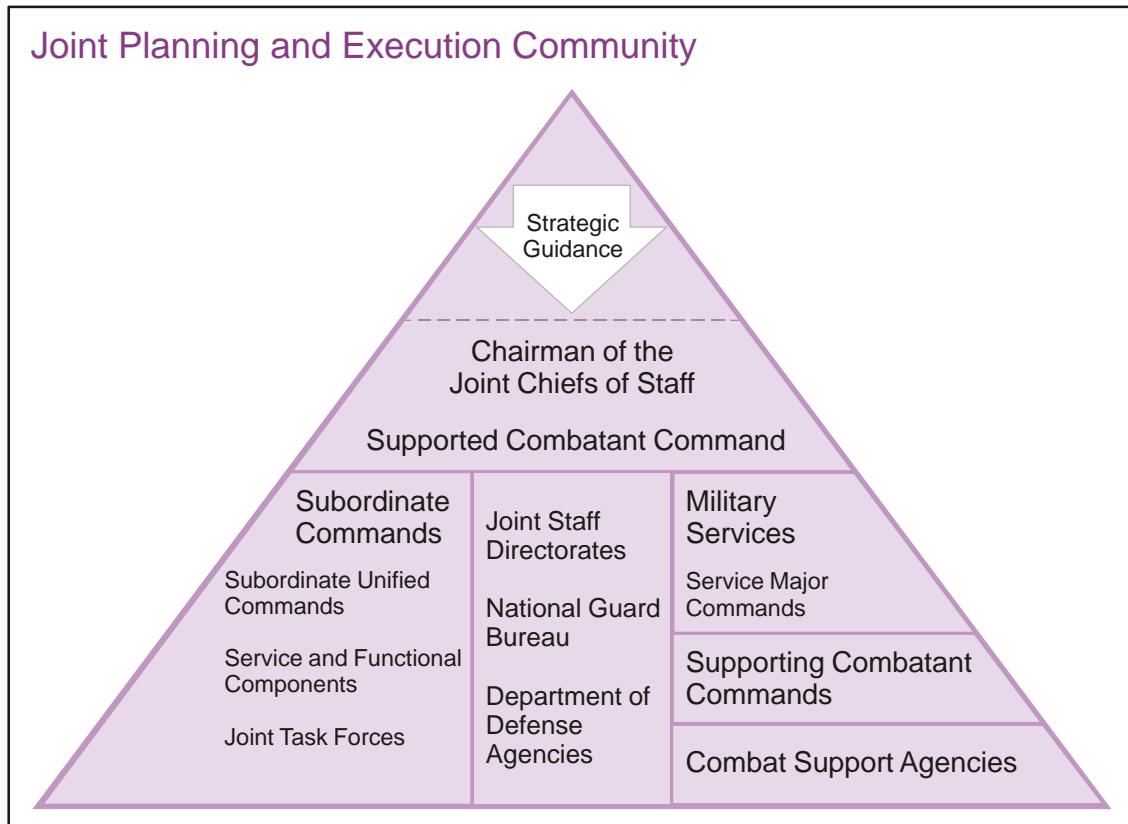 Joint Planning and Execution Community
Strategic
Guidance
Chairman of the
Joint Chiefs of Staff
Supported Combatant Command
Subordinate
Commands
Subordinate Unified
Commands
Service and Functional
Components
Joint Task Forces
Joint Staff
Directorates
National Guard
Bureau
Department of
Defense
Agencies
Military
Services
Service Major
Commands
Supporting Combatant
Commands
Combat Support Agencies